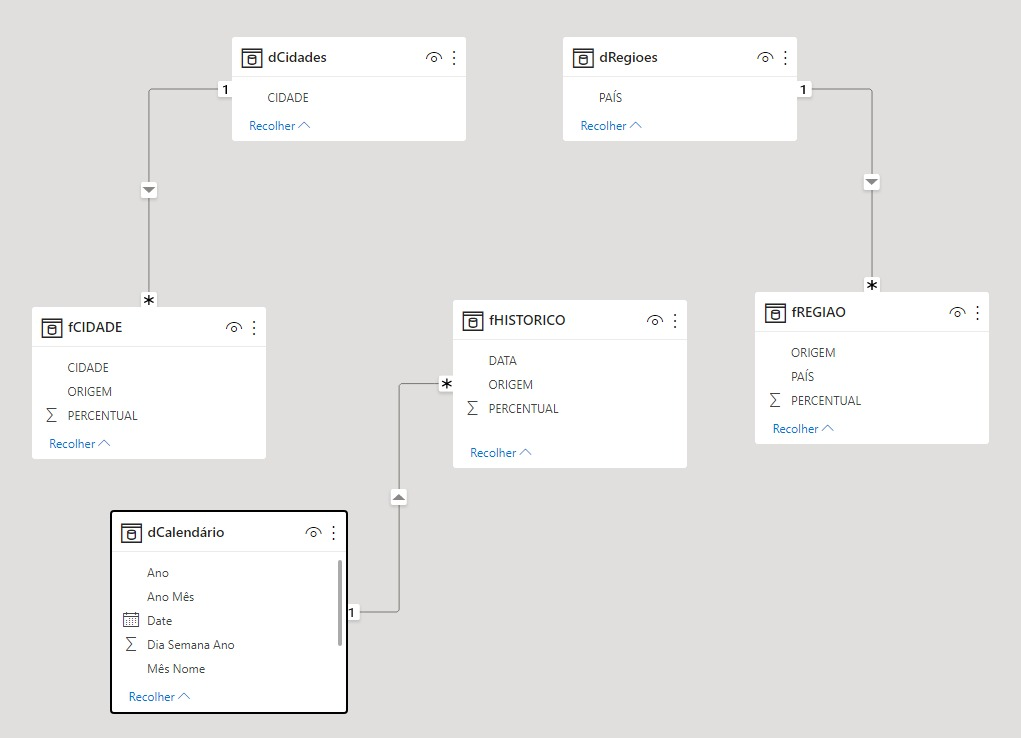 dCidades
CIDADE
Recolher
dRegioes
PAÍS
Recolher
1
1
*
*
fCIDADE
CIDADE
ORIGEM
PERCENTUAL
Recolher
fHISTORICO
DATA
ORIGEM
PERCENTUAL
Recolher
*
fREGIAO
ORIGEM
PAÍS
PERCENTUAL
Recolher
dCalendário
Ano
Ano Mês
Date
Dia Semana Ano
Mês Nome
Recolher
1